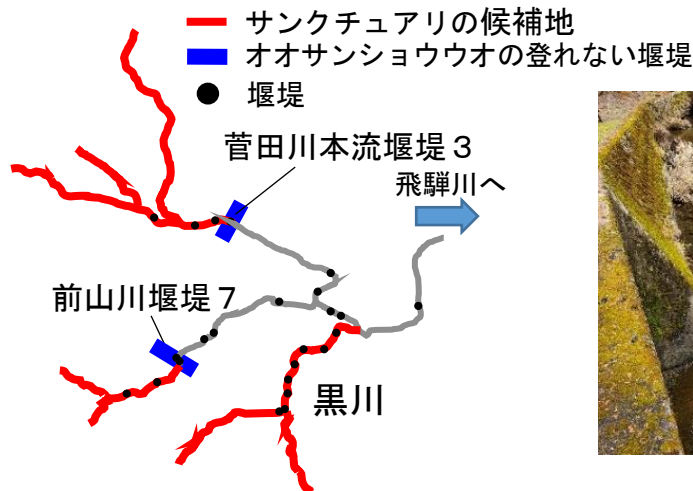 サンクチュアリの候補地
オオサンショウウオの登れない堰堤
堰堤
菅田川本流堰堤３
飛騨川へ
前山川堰堤７
黒川